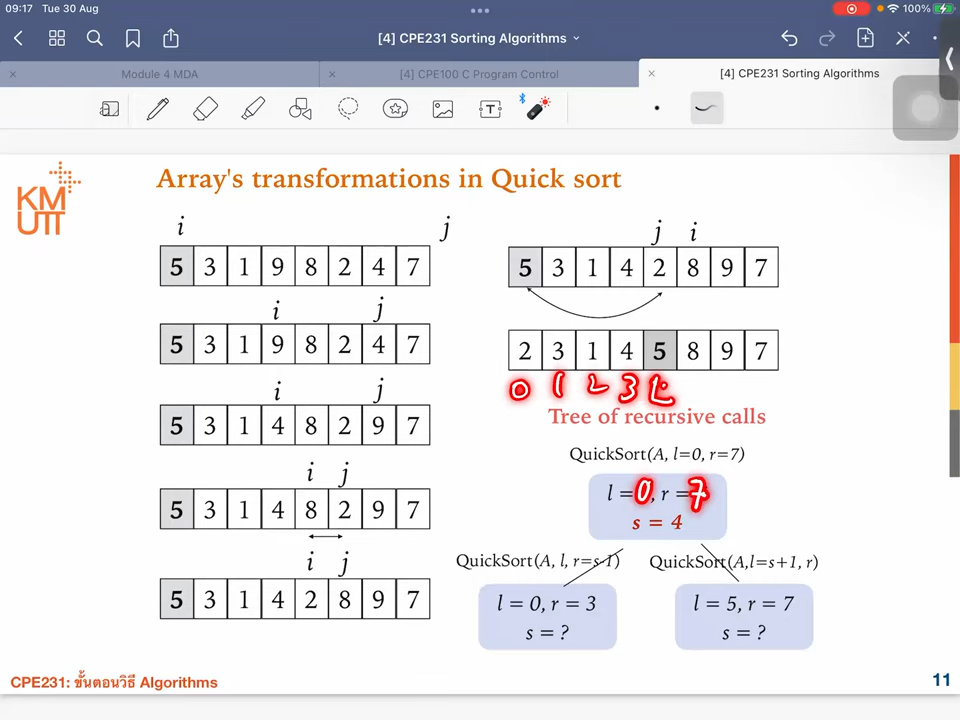 09:17 Tue 30 Aug
100%
[4] CPE231 Sorting Algorithms
Module 4 MDA
[4] CPE100 C Program Control
[4] CPE231 Sorting Algorithms
T
KM
UTT
Array's transformations in Quick sort
i j
5 3 1 9 8 2 4 7
i j
5 3 1 9 8 2 4 7
i j
5 3 1 4 8 2 9 7
i j
5 3 1 4 8 2 9 7
i j
5 3 1 4 2 8 9 7
j i
5 3 1 4 2 8 9 7
2 3 1 4 5 8 9 7
0 1 2 3
Tree of recursive calls
QuickSort(A, l=0, r=7)
l =0, r =7
s = 4
QuickSort(A, l, r=s-1)
l = 0, r = 3
s = ?
QuickSort(A,l=s+1, r)
l = 5, r = 7
s = ?
CPE231: ขั้นตอนวิธี Algorithms
11